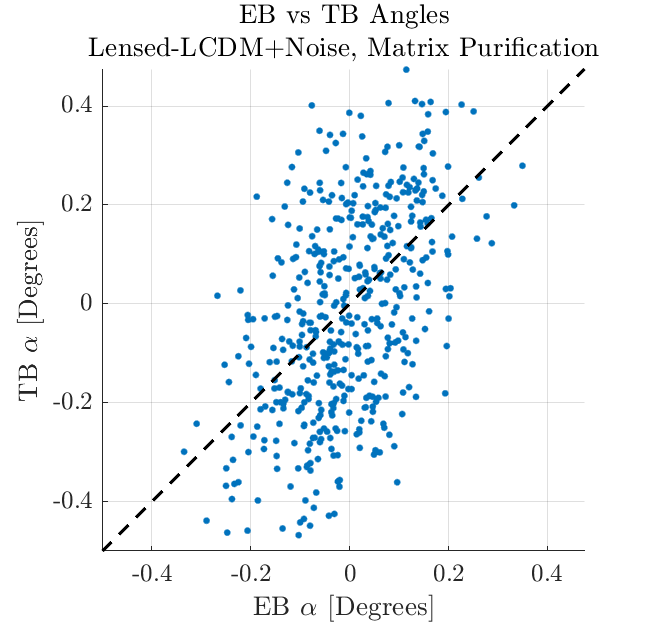 EB vs TB Angles
Lensed-LCDM+Noise, Matrix Purification
0.4
0.2
0
-0.2
-0.4
TB α [Degrees]
-0.4 -0.2 0 0.2 0.4
EB α [Degrees]